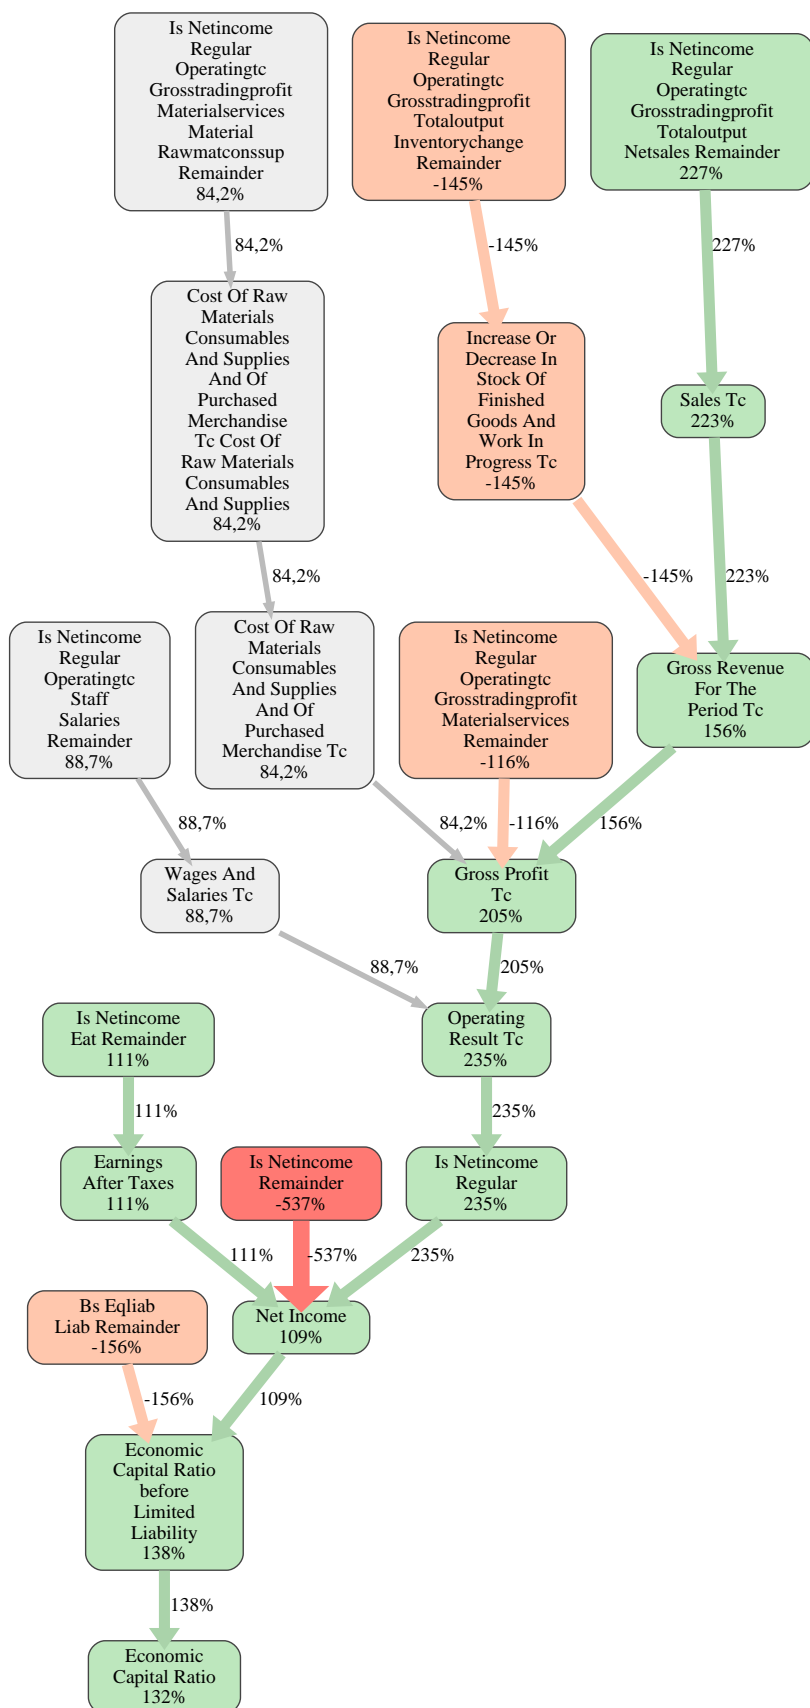 Is Netincome
Regular
Operatingtc
Grosstradingprofit
Materialservices
Material
Rawmatconssup
Remainder
84,2%
Is Netincome
Regular
Operatingtc
Grosstradingprofit
Totaloutput
Inventorychange
Remainder
-145%
Is Netincome
Regular
Operatingtc
Grosstradingprofit
Totaloutput
Netsales Remainder
227%
84,2%
-145%
227%
Cost Of Raw
Materials
Consumables
And Supplies
And Of
Purchased
Merchandise
Tc Cost Of
Raw Materials
Consumables
And Supplies
84,2%
Increase Or
Decrease In
Stock Of
Finished
Goods And
Work In
Progress Tc
-145%
Sales Tc
223%
84,2%
-145%
223%
Is Netincome
Regular
Operatingtc
Staff
Salaries
Remainder
88,7%
Cost Of Raw
Materials
Consumables
And Supplies
And Of
Purchased
Merchandise Tc
84,2%
Is Netincome
Regular
Operatingtc
Grosstradingprofit
Materialservices
Remainder
-116%
Gross Revenue
For The
Period Tc
156%
88,7%
84,2%
-116%
156%
Wages And
Salaries Tc
88,7%
Gross Profit
Tc
205%
88,7%
205%
Is Netincome
Eat Remainder
111%
Operating
Result Tc
235%
111%
235%
Earnings
After Taxes
111%
Is Netincome
Remainder
-537%
Is Netincome
Regular
235%
111%
-537%
235%
Bs Eqliab
Liab Remainder
-156%
Net Income
109%
-156%
109%
Economic
Capital Ratio
before
Limited
Liability
138%
138%
Economic
Capital Ratio
132%